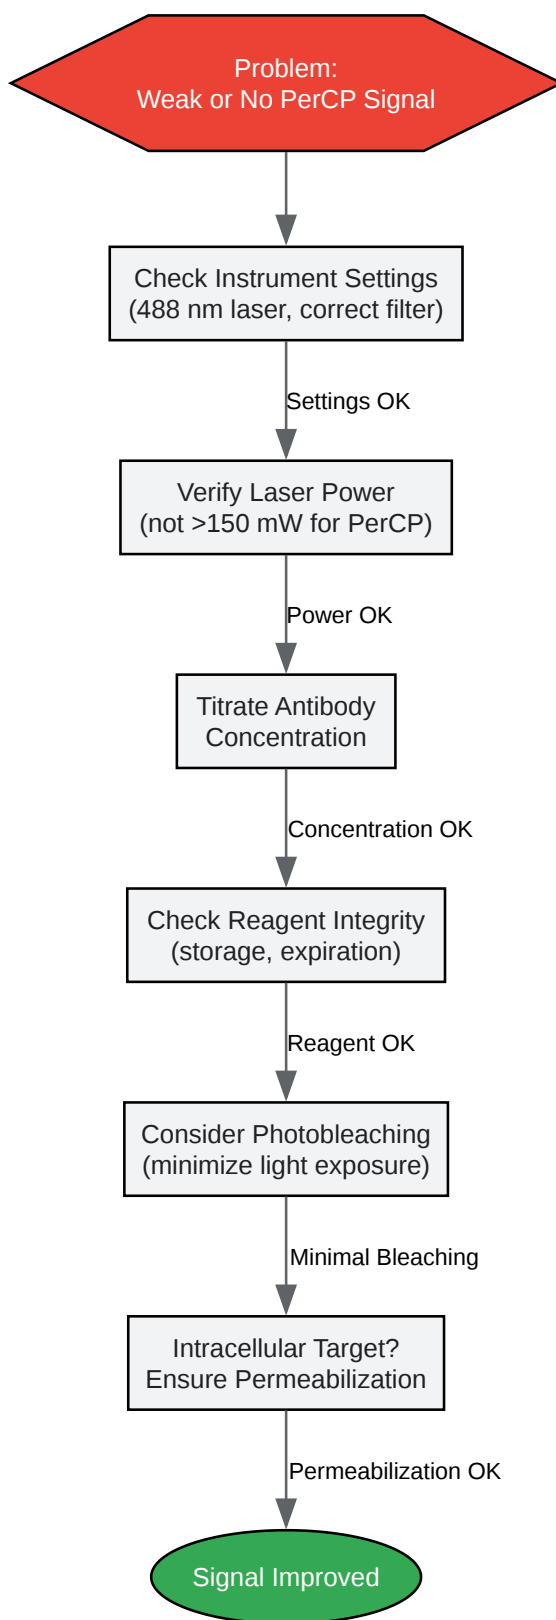 Problem:
Weak or No PerCP Signal
Check Instrument Settings
(488 nm laser, correct filter)
Settings OK
Verify Laser Power
(not >150 mW for PerCP)
Power OK
Titrate Antibody
Concentration
Concentration OK
Check Reagent Integrity
(storage, expiration)
Reagent OK
Consider Photobleaching
(minimize light exposure)
Minimal Bleaching
Intracellular Target?
Ensure Permeabilization
Permeabilization OK
Signal Improved